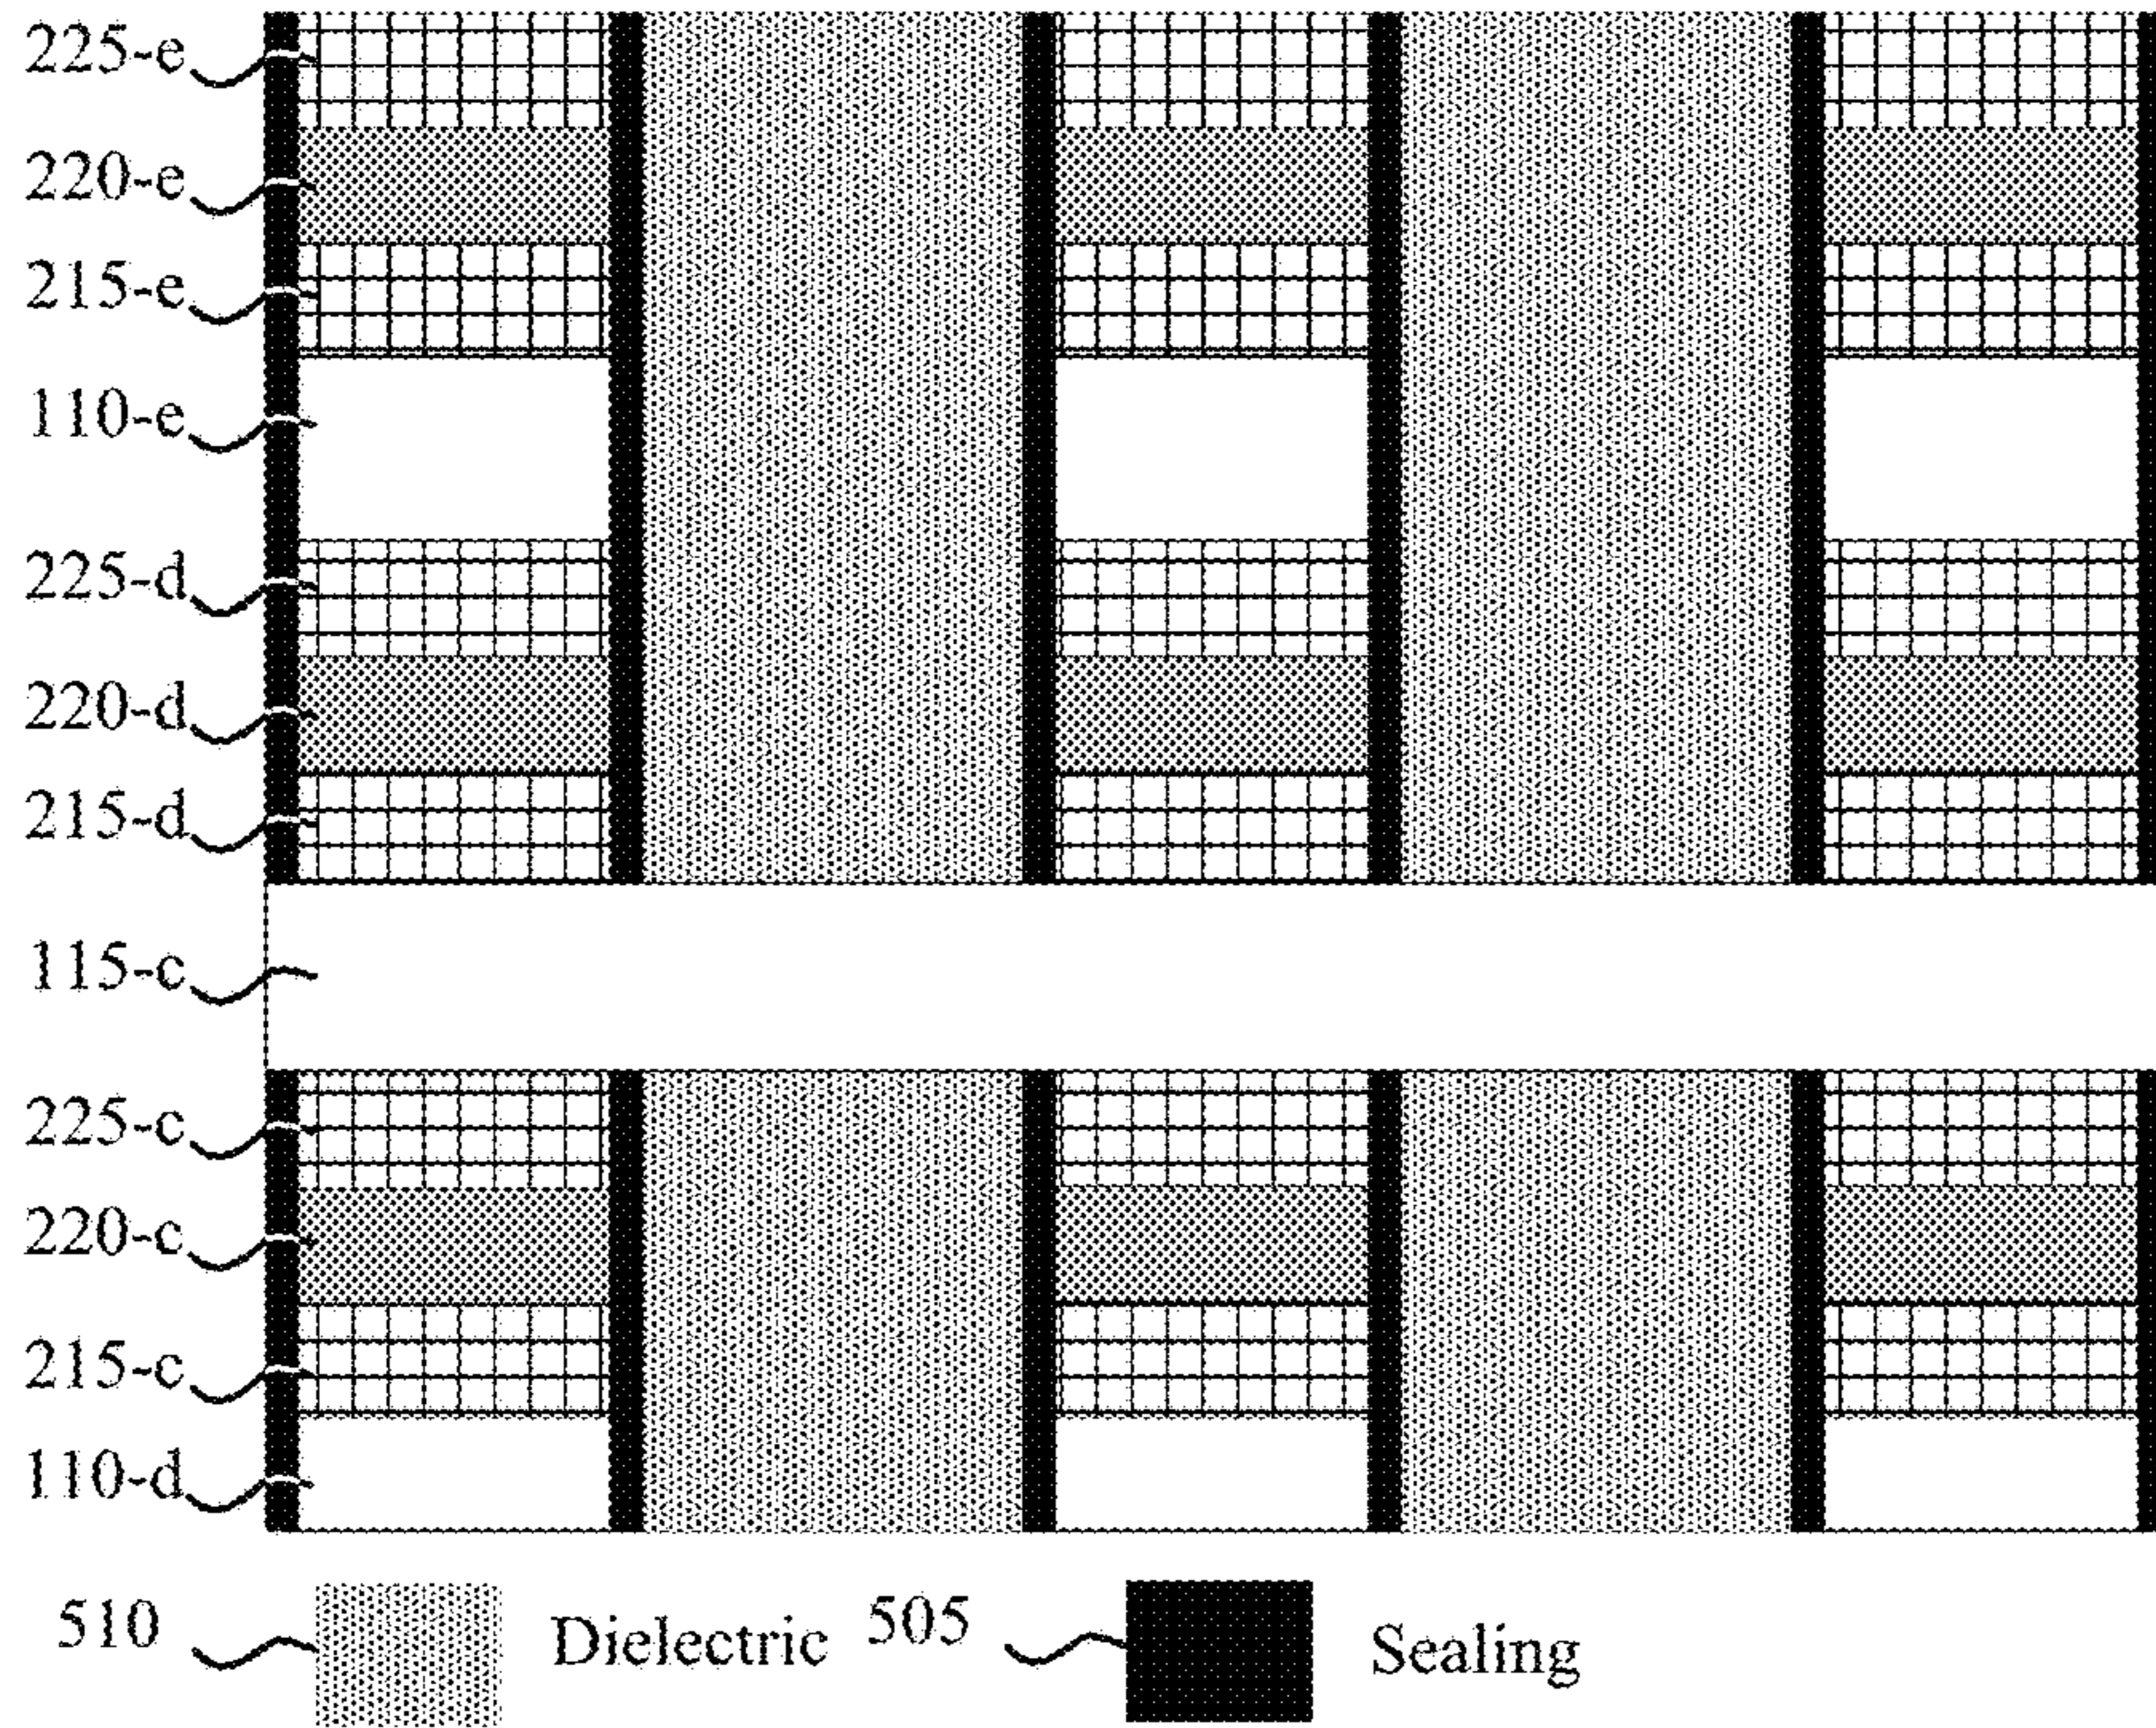 225-e
220-e
215-e
110-e
225-d
220-d
215-d
115-c
225-c
220-c
215-c
110-d
510 Dielectric 505 Sealing